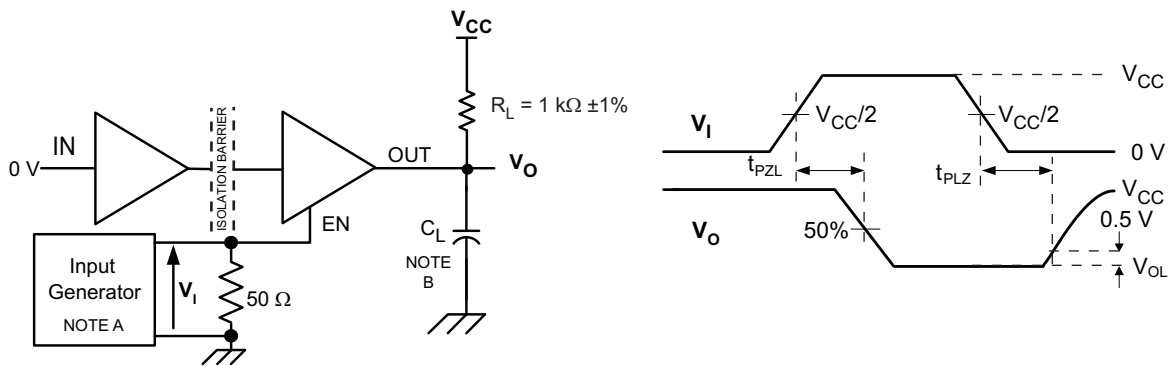 VCC
RL = 1 kΩ ±1%
IN
0 V
ISOLATION BARRIER
OUT
VO
EN
CL
NOTE
B
Input
Generator
NOTE A
VI
50 Ω
VCC
VI
VCC/2
VCC/2
0 V
tPZL
tPLZ
VCC
VO
50%
0.5 V
VOL